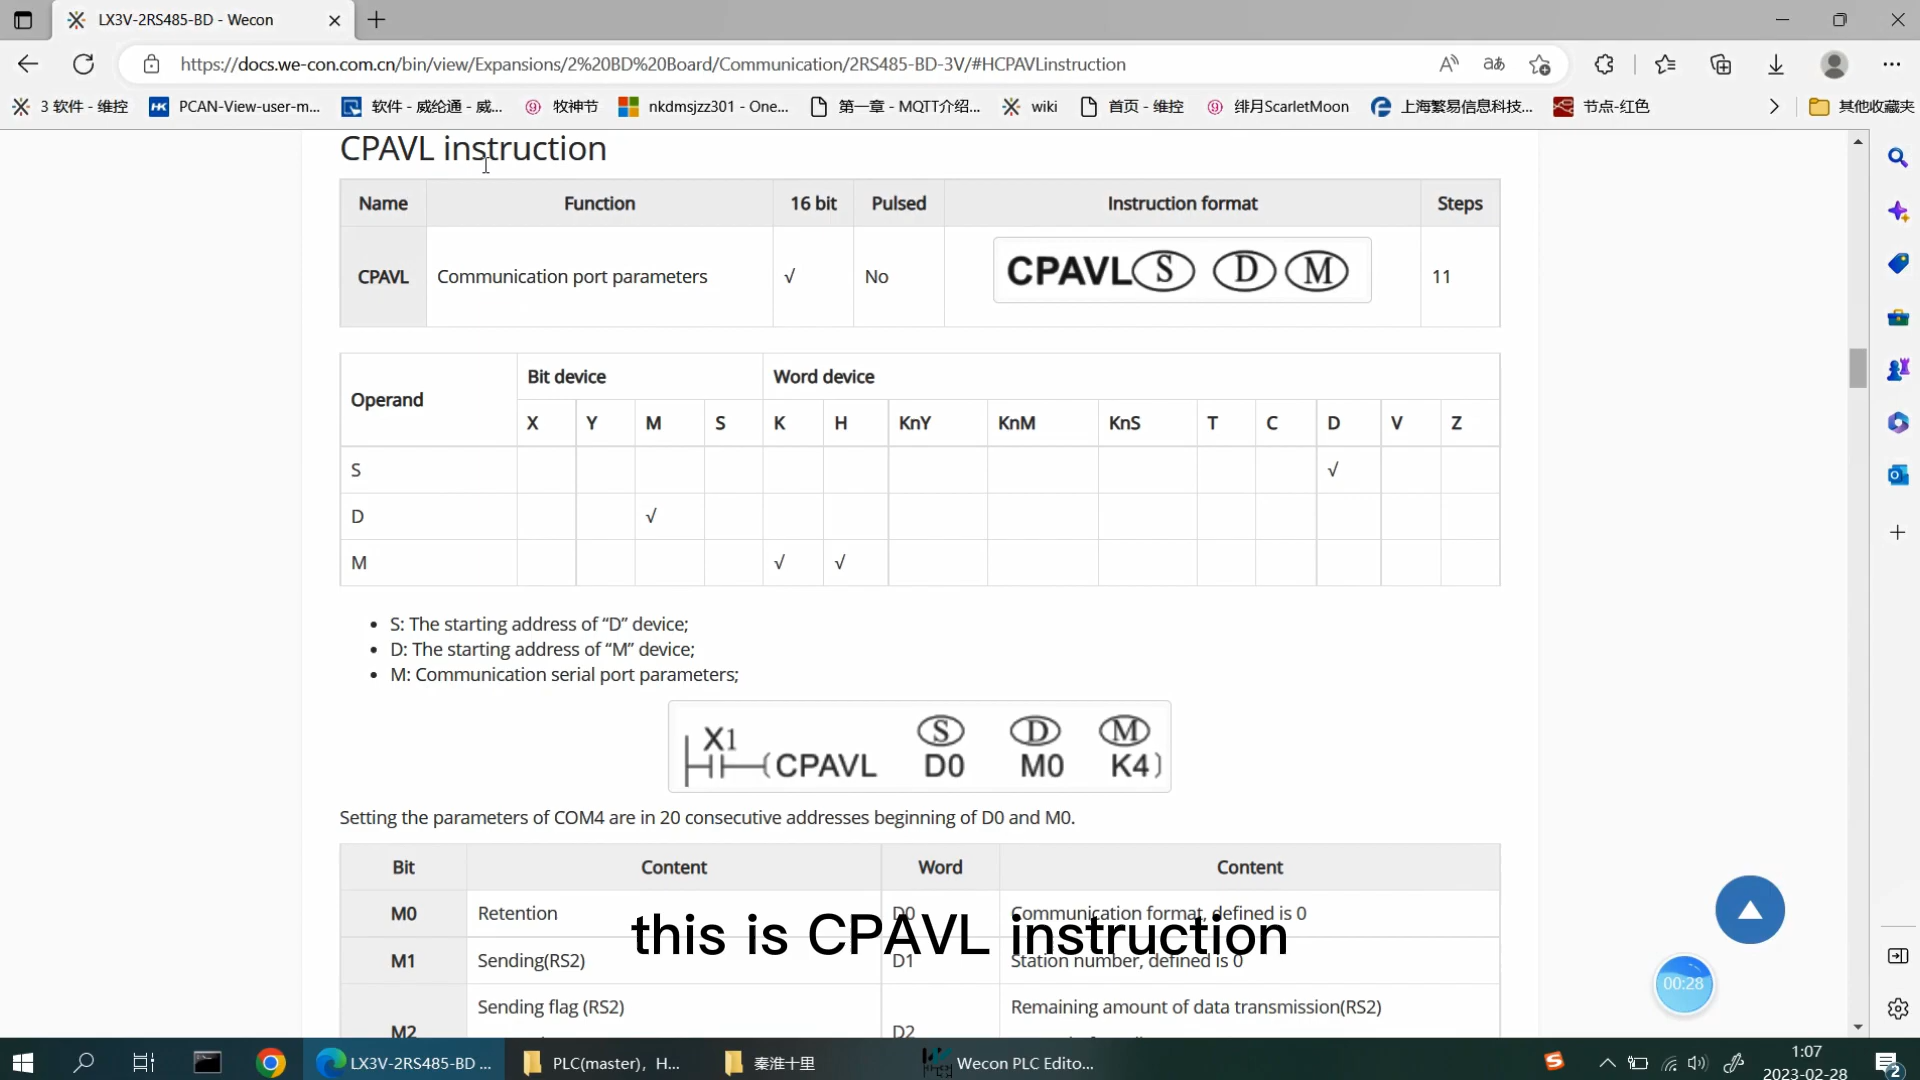 LX3V-2RS485-BD - Wecon
https://docs.we-con.com.cn/bin/view/Expansions/2%20BD%20Board/Communication/2RS485-BD-3V/#HCPAVLinstruction
3 软件 - 维控 PCAN-View-user-m... 软件 - 威纶通 - 威... 牧神节 nkdmsjzz301 - One... 第一章 - MQTT介绍... wiki 首页 - 维控 绯月ScarletMoon 上海繁易信息科技... 节点-红色 其他收藏夹
CPAVL instruction
Name Function 16 bit Pulsed Instruction format Steps
CPAVL Communication port parameters √ No CPAVL S D M 11
Operand Bit device Word device
X Y M S K H KnY KnM KnS T C D V Z
S √
D √
M √ √
• S: The starting address of “D” device;
• D: The starting address of “M” device;
• M: Communication serial port parameters;
S D M
X1 CPAVL D0 M0 K4
Setting the parameters of COM4 are in 20 consecutive addresses beginning of D0 and M0.
Bit Content Word Content
M0 Retention D0 Communication format, defined is 0
this is CPAVL instruction
M1 Sending(RS2) D1 Station number, defined is 0
Sending flag (RS2) Remaining amount of data transmission(RS2)
M2 D2
00:28
LX3V-2RS485-BD ... PLC(master)，H... 秦淮十里 Wecon PLC Edito...
1:07
2023-02-28
2